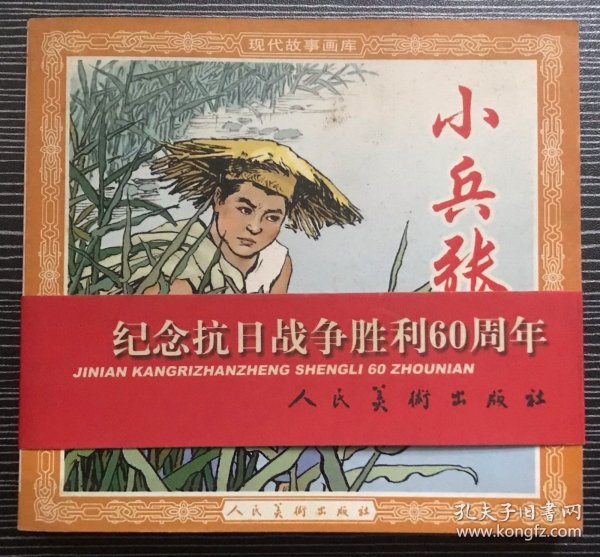 现代故事画库
小兵张
纪念抗日战争胜利60周年
JINIAN KANGRIZHANZHENG SHENGLI 60 ZHOUNIAN
人民美術出版社
人民美術出版社
孔夫子旧书网
www.kongfz.com